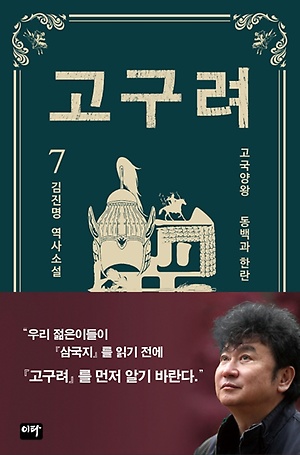 고구려
7
김진명 역사소설
고국양왕 동백과 한란
“우리 젊은이들이
『삼국지』를 읽기 전에
『고구려』를 먼저 알기 바란다.”
이타